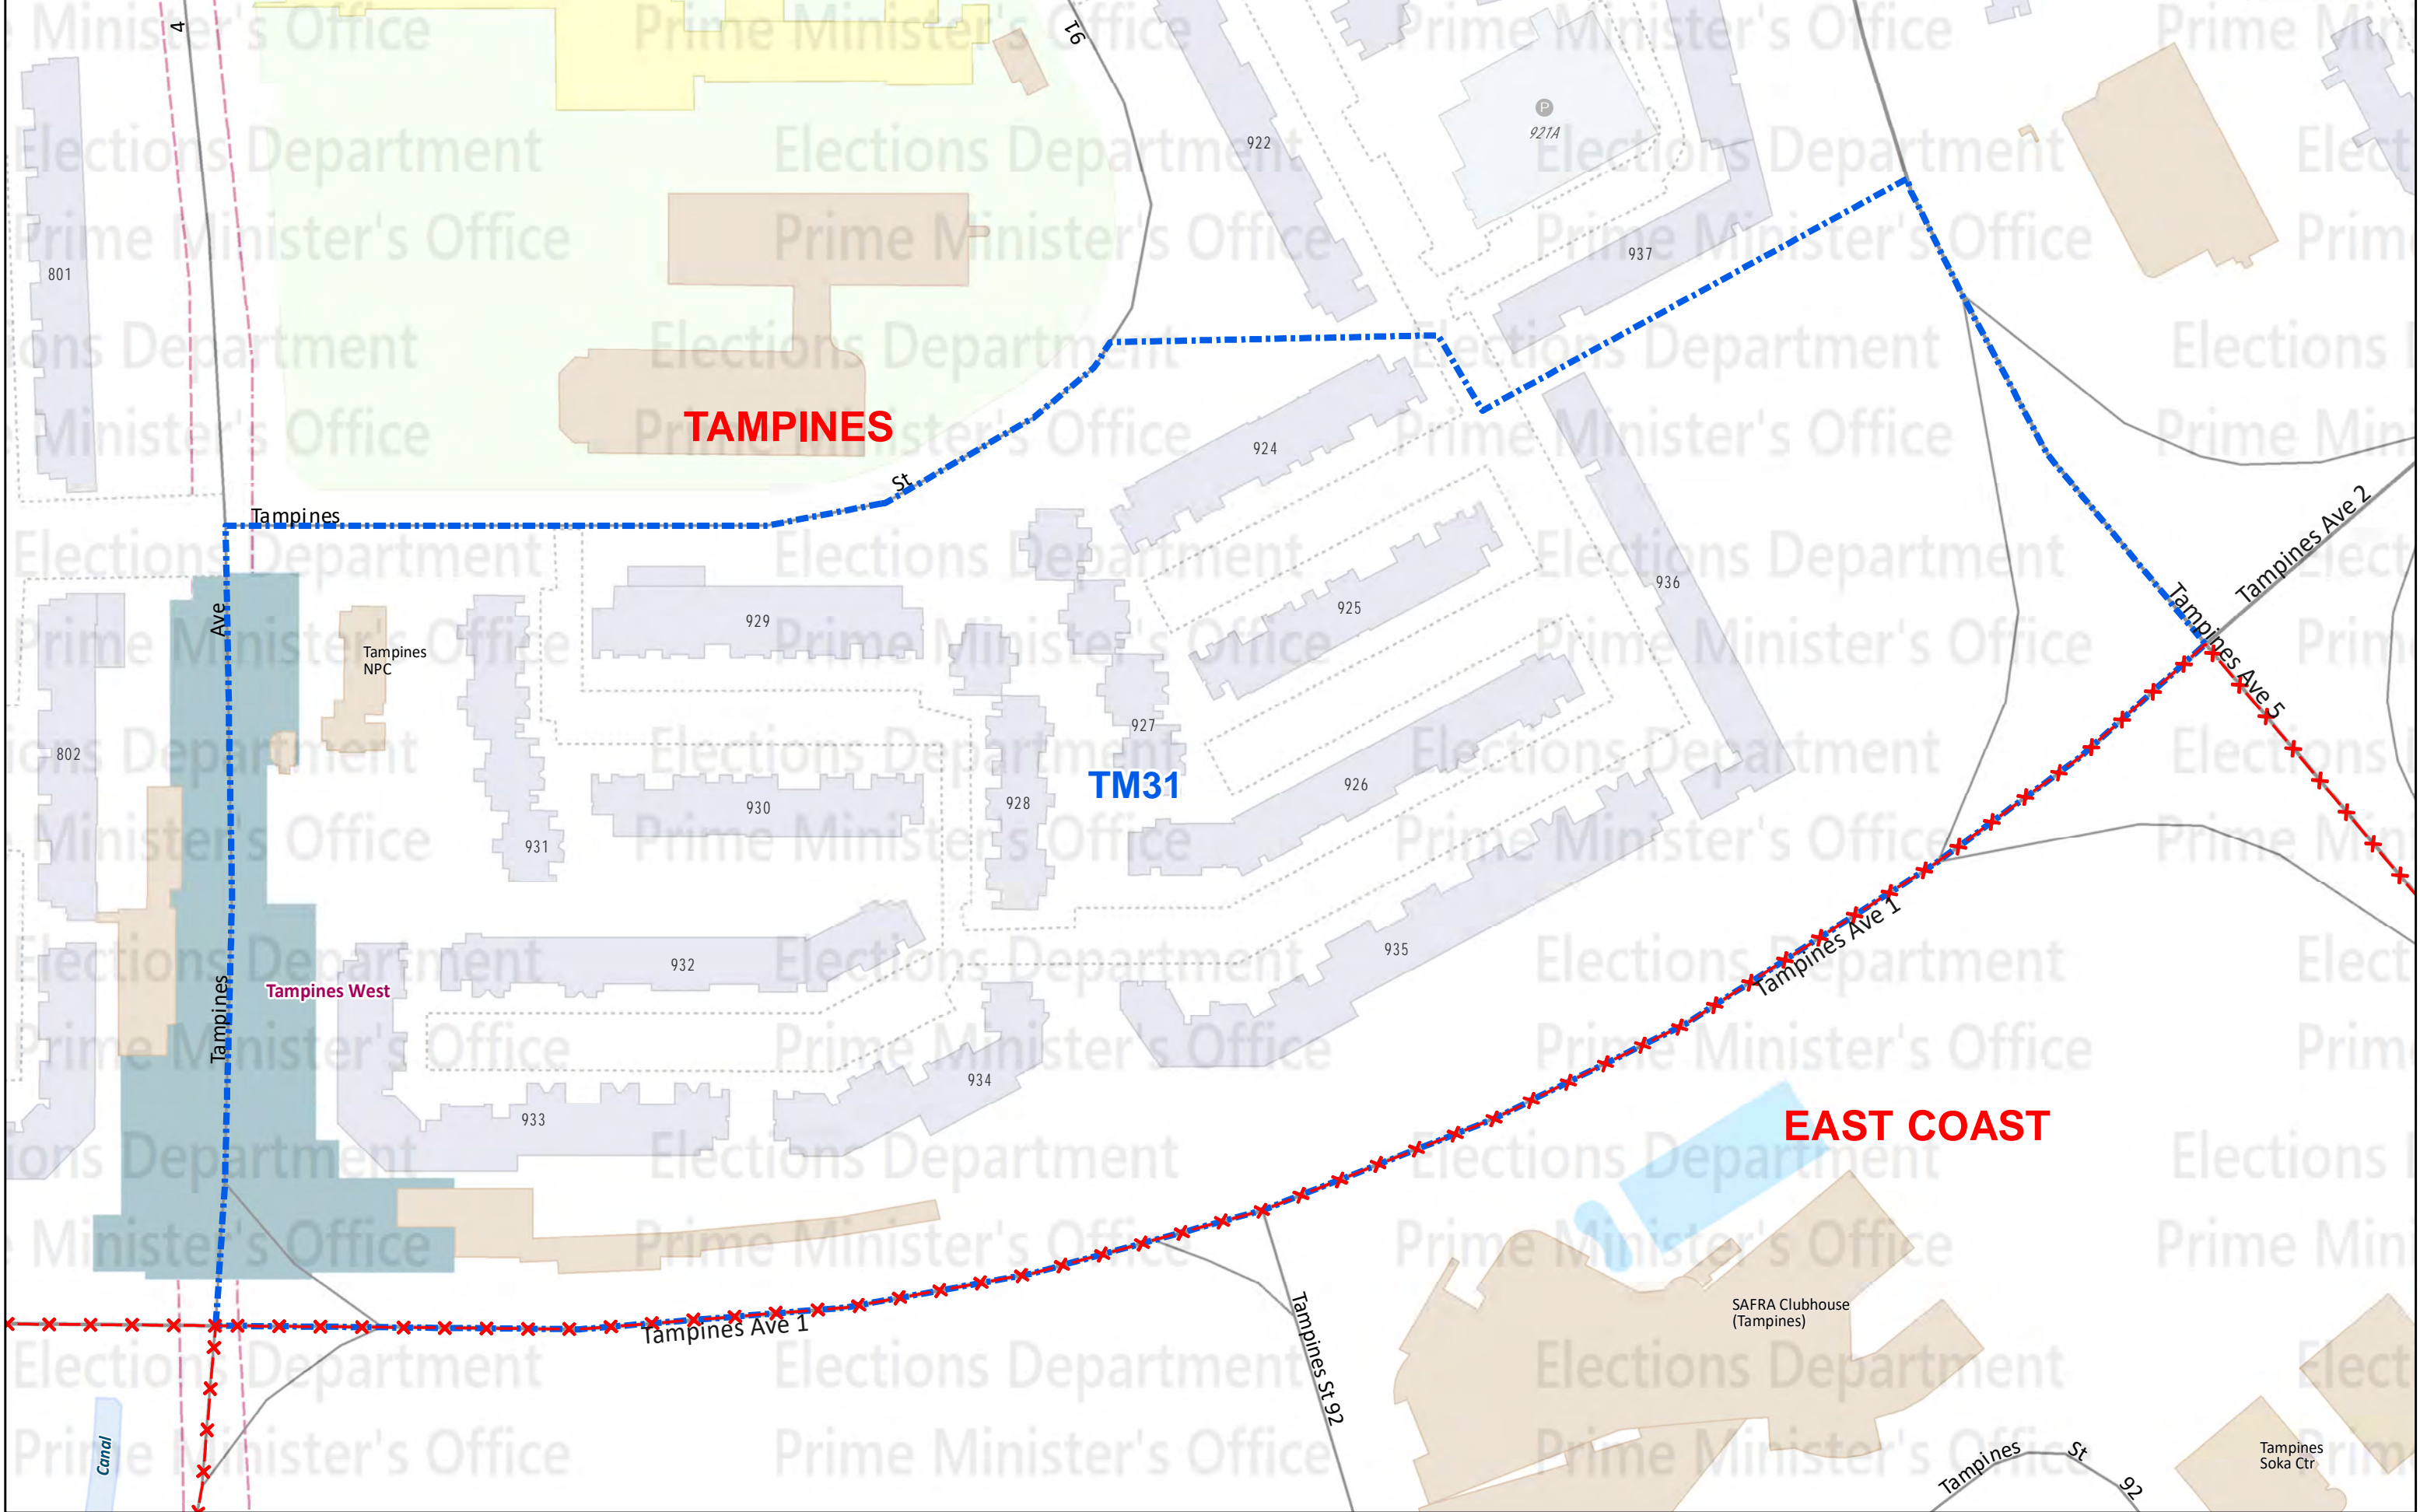 4
91
P
921A
922
801
937
TAMPINES
924
St
Tampines
Tampines Ave 2
936
925
929
Ave
Tampines
NPC
Tampines Ave 5
927
802
TM31
926
928
930
931
Tampines Ave 1
935
932
Tampines West
Tampines
934
933
EAST COAST
SAFRA Clubhouse
(Tampines)
Tampines Ave 1
Tampines St 92
Canal
Tampines St 92
Tampines
Soka Ctr
Prime Minister's Office
Elections Department